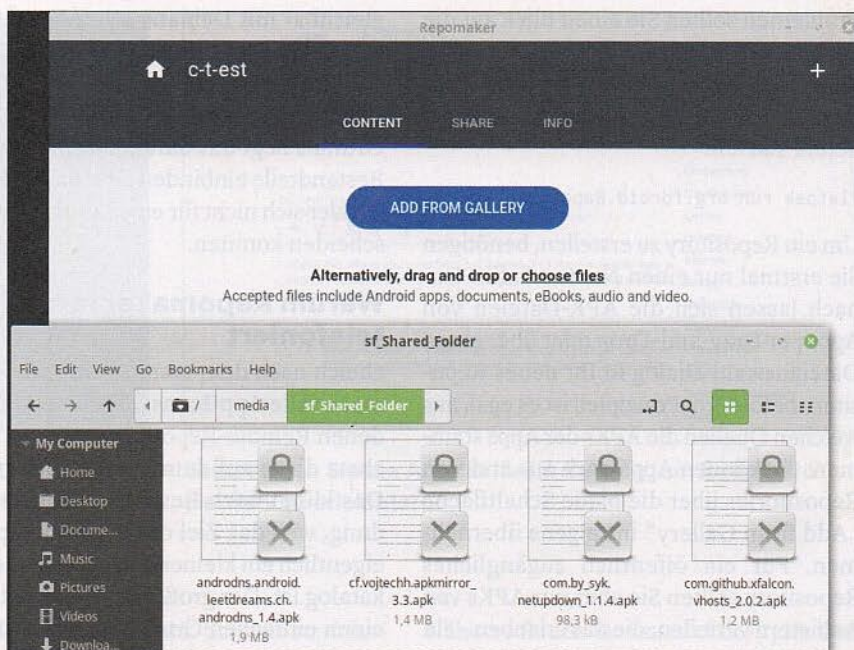 Repomaker
c-t-est
+
CONTENT SHARE INFO
ADD FROM GALLERY
Alternatively, drag and drop or choose files
Accepted files include Android apps, documents, eBooks, audio and video.
sf_Shared_Folder
File Edit View Go Bookmarks Help
/ media sf_Shared_Folder
My Computer
Home
Desktop
Docume...
Music
Pictures
Videos
Downloa...
androdns.android.
leetdreams.ch.
androdns_1.4.apk
1,9 MB
cf.vojtechh.apkmirror_
3.3.apk
1,4 MB
com.by_syk.
netupdown_1.1.4.apk
98,3 kB
com.github.xfalcon.
vhosts_2.0.2.apk
1,2 MB